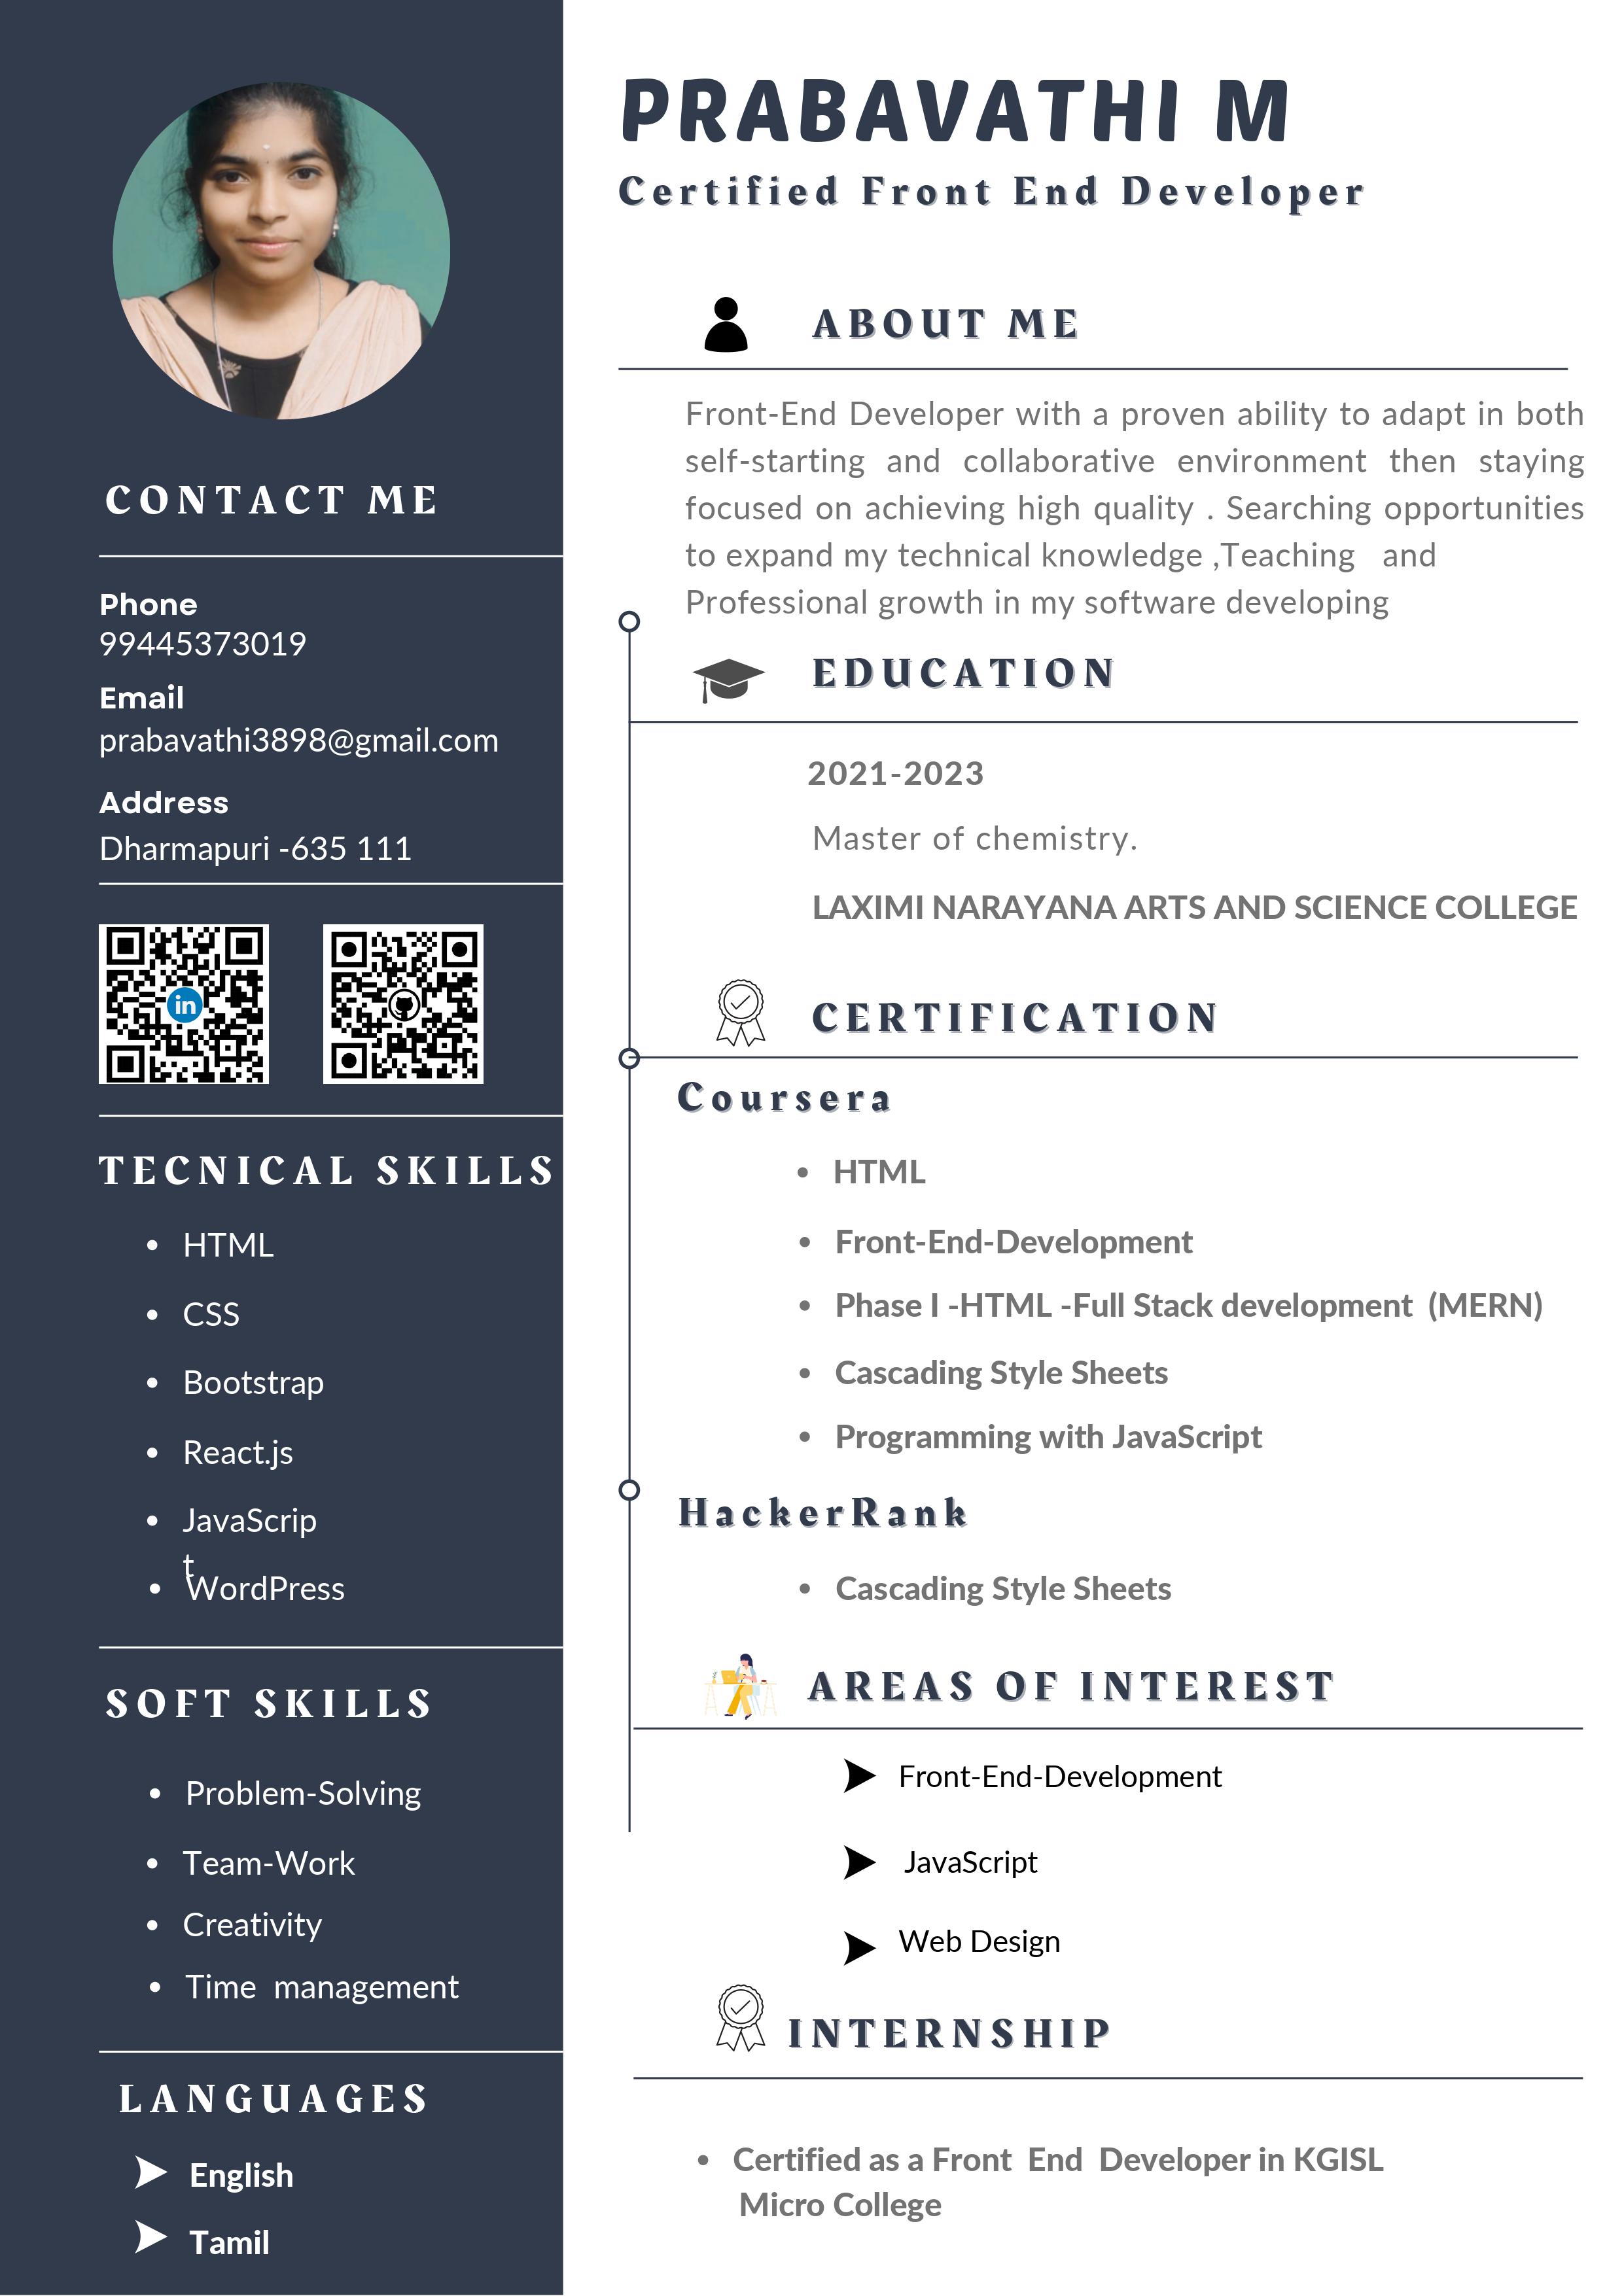 PRABAVATHI M
Certified Front End Developer
CONTACT ME
Phone
99445373019
Email
prabavathi3898@gmail.com
Address
Dharmapuri -635 111
in
TECNICAL SKILLS
HTML
CSS
Bootstrap
React.js
JavaScrip
t
WordPress
SOFT SKILLS
Problem-Solving
Team-Work
Creativity
Time management
LANGUAGES
English
Tamil
ABOUT ME
Front-End Developer with a proven ability to adapt in both
self-starting and collaborative environment then staying
focused on achieving high quality . Searching opportunities
to expand my technical knowledge ,Teaching and
Professional growth in my software developing
EDUCATION
2021-2023
Master of chemistry.
LAXIMI NARAYANA ARTS AND SCIENCE COLLEGE
CERTIFICATION
Coursera
HTML
Front-End-Development
Phase I -HTML -Full Stack development (MERN)
Cascading Style Sheets
Programming with JavaScript
HackerRank
Cascading Style Sheets
AREAS OF INTEREST
Front-End-Development
JavaScript
Web Design
INTERNSHIP
Certified as a Front End Developer in KGISL
Micro College